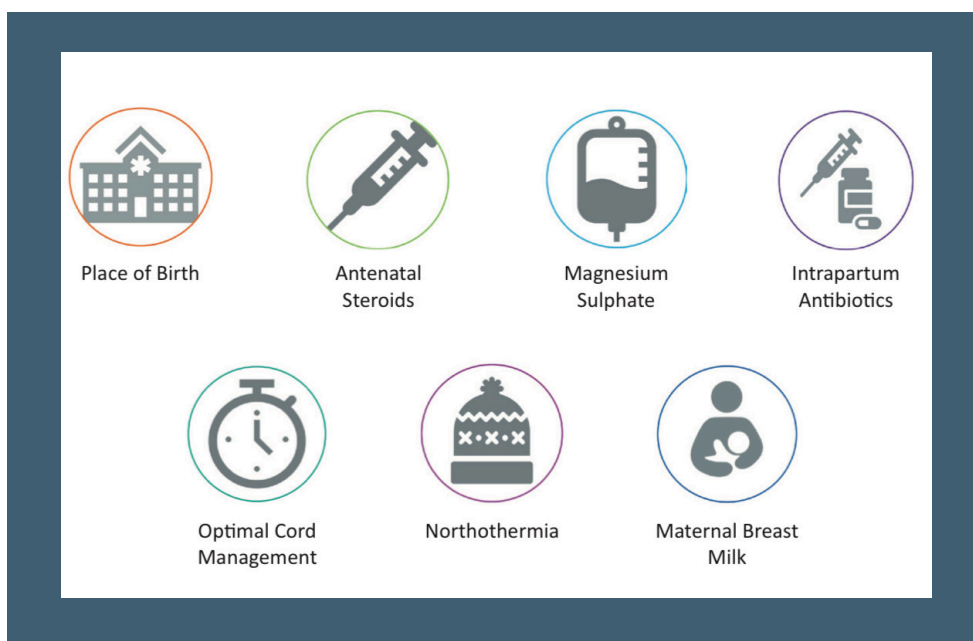 Place of Birth
Antenatal
Steroids
Magnesium
Sulphate
Intrapartum
Antibiotics
Optimal Cord
Management
Northothermia
Maternal Breast
Milk